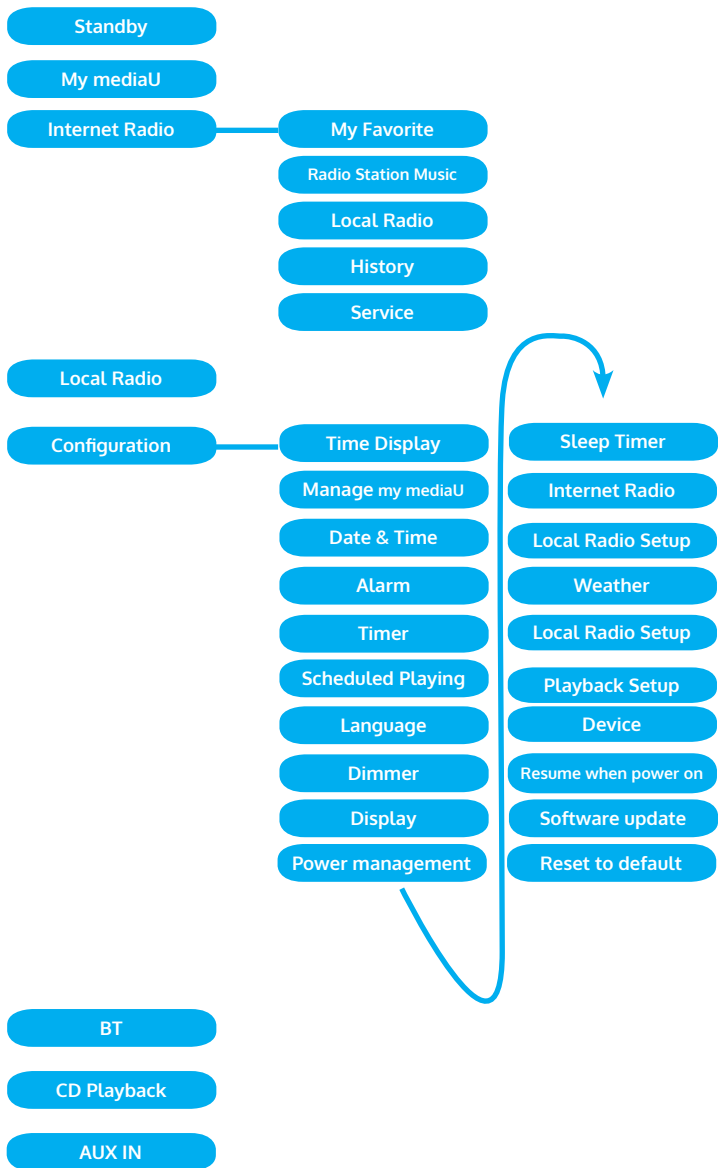 Standby
My mediaU
Internet Radio
My Favorite
Radio Station Music
Local Radio
History
Service
Local Radio
Configuration
Time Display
Manage my mediaU
Date & Time
Alarm
Timer
Scheduled Playing
Language
Dimmer
Display
Power management
Sleep Timer
Internet Radio
Local Radio Setup
Weather
Local Radio Setup
Playback Setup
Device
Resume when power on
Software update
Reset to default
BT
CD Playback
AUX IN